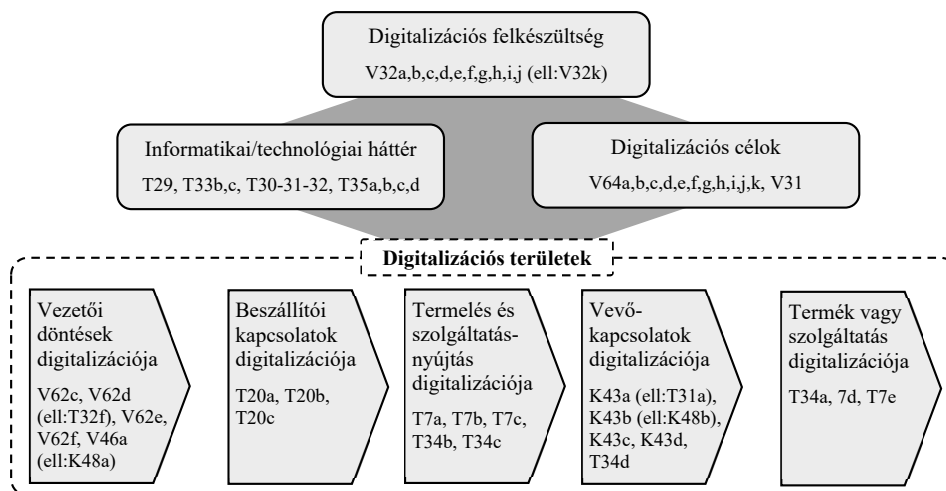 Digitalizációs felkészültség
V32a,b,c,d,e,f,g,h,i,j (ell:V32k)
Informatikai/technológiai háttér
T29, T33b,c, T30-31-32, T35a,b,c,d
Digitalizációs célok
V64a,b,c,d,e,f,g,h,i,j,k, V31
Digitalizációs területek
Vezetői
döntések
digitalizációja
V62c, V62d
(ell:T32f), V62e,
V62f, V46a
(ell:K48a)
Beszállítói
kapcsolatok
digitalizációja
T20a, T20b,
T20c
Termelés és
szolgáltatás-
nyújtás
digitalizációja
T7a, T7b, T7c,
T34b, T34c
Vevő-
kapcsolatok
digitalizációja
K43a (ell:T31a),
K43b (ell:K48b),
K43c, K43d,
T34d
Termék vagy
szolgáltatás
digitalizációja
T34a, 7d, T7e